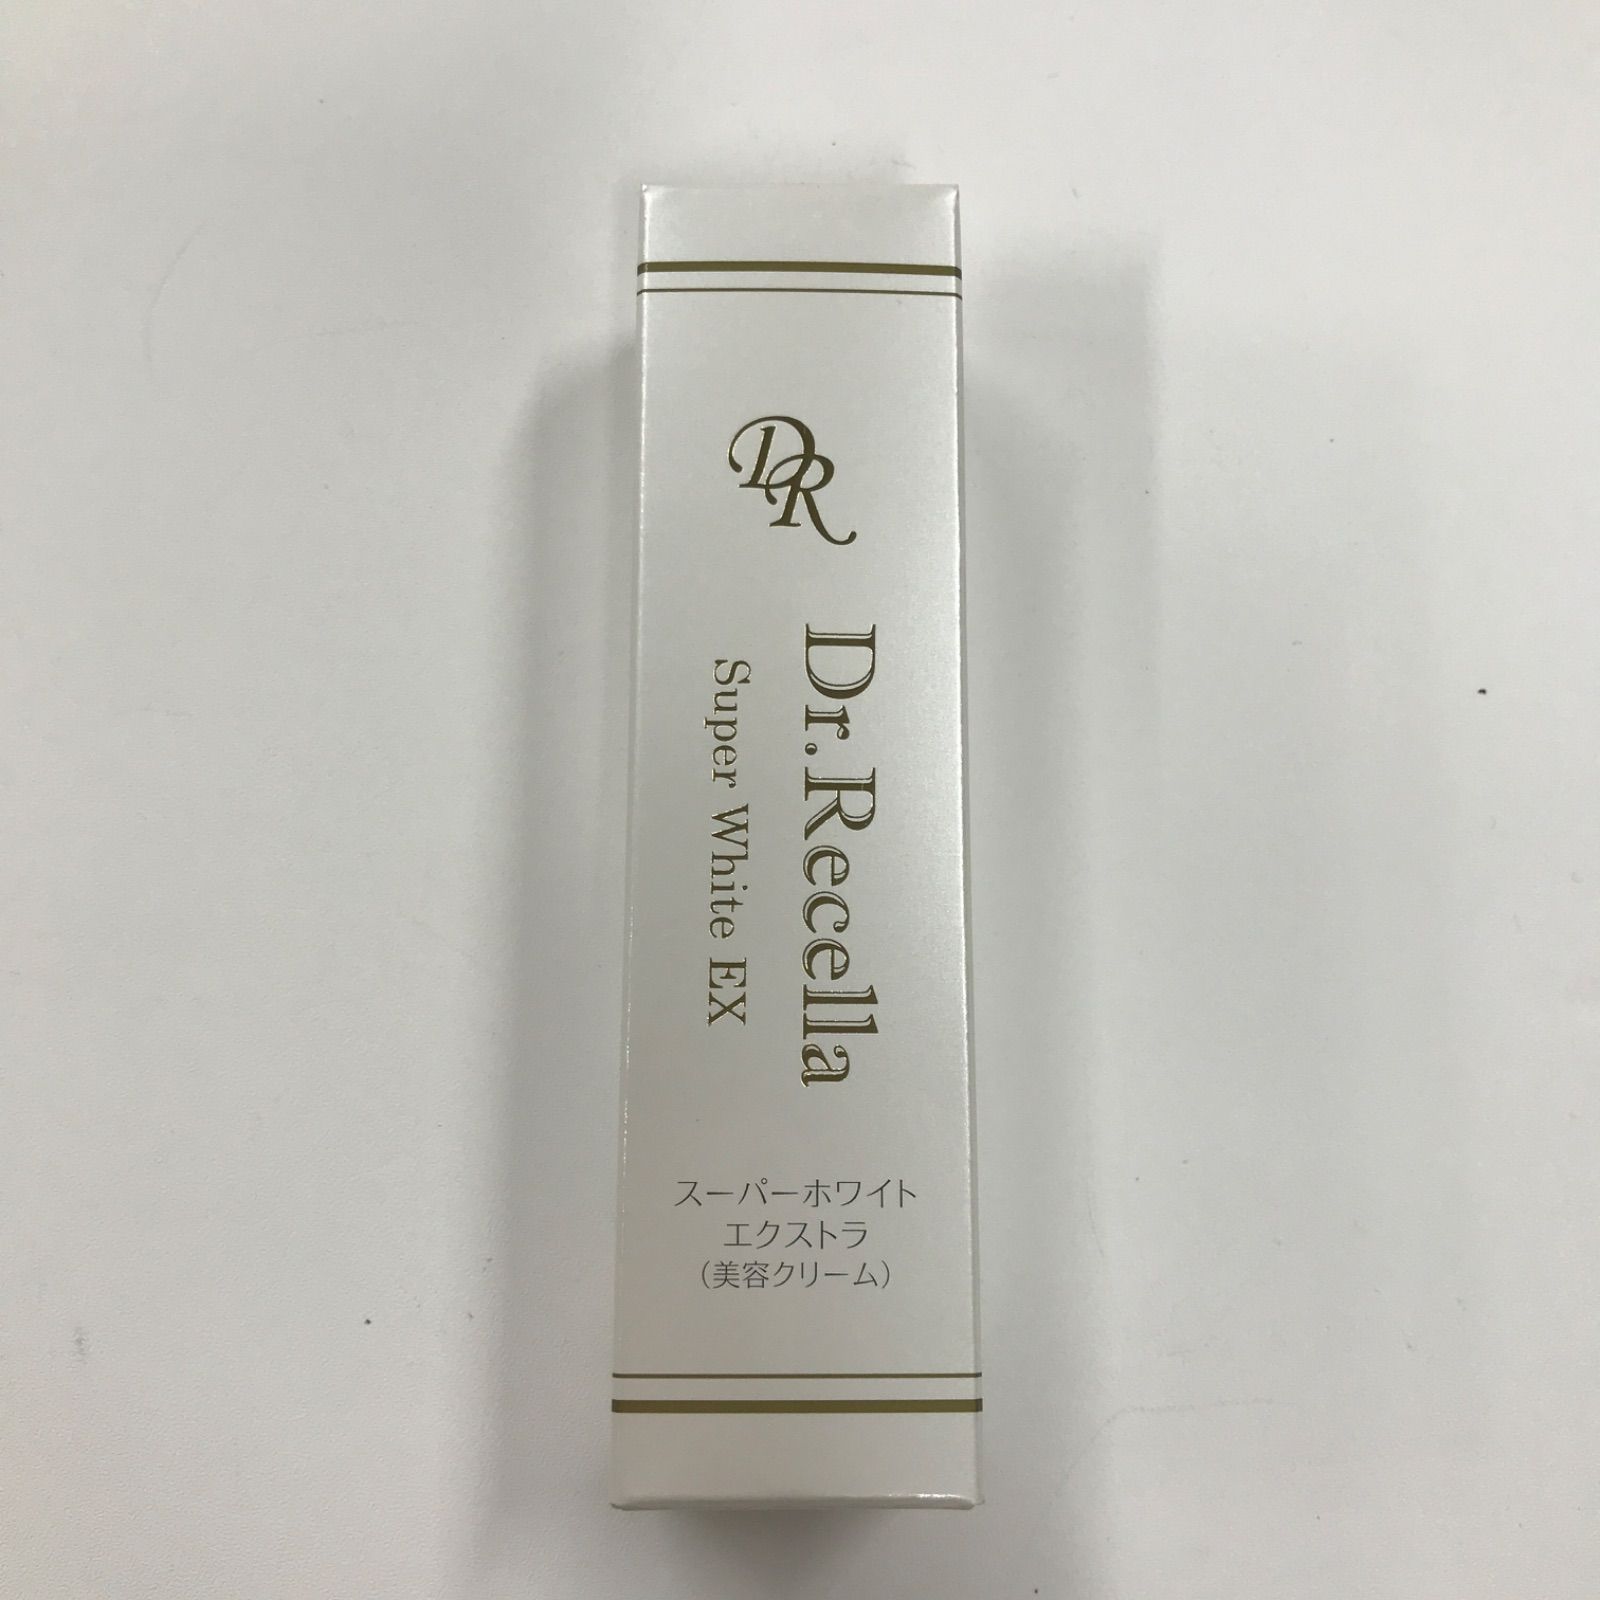 DR
Dr.Recella
Super White EX
スーパーホワイト
エクストラ
（美容クリーム）